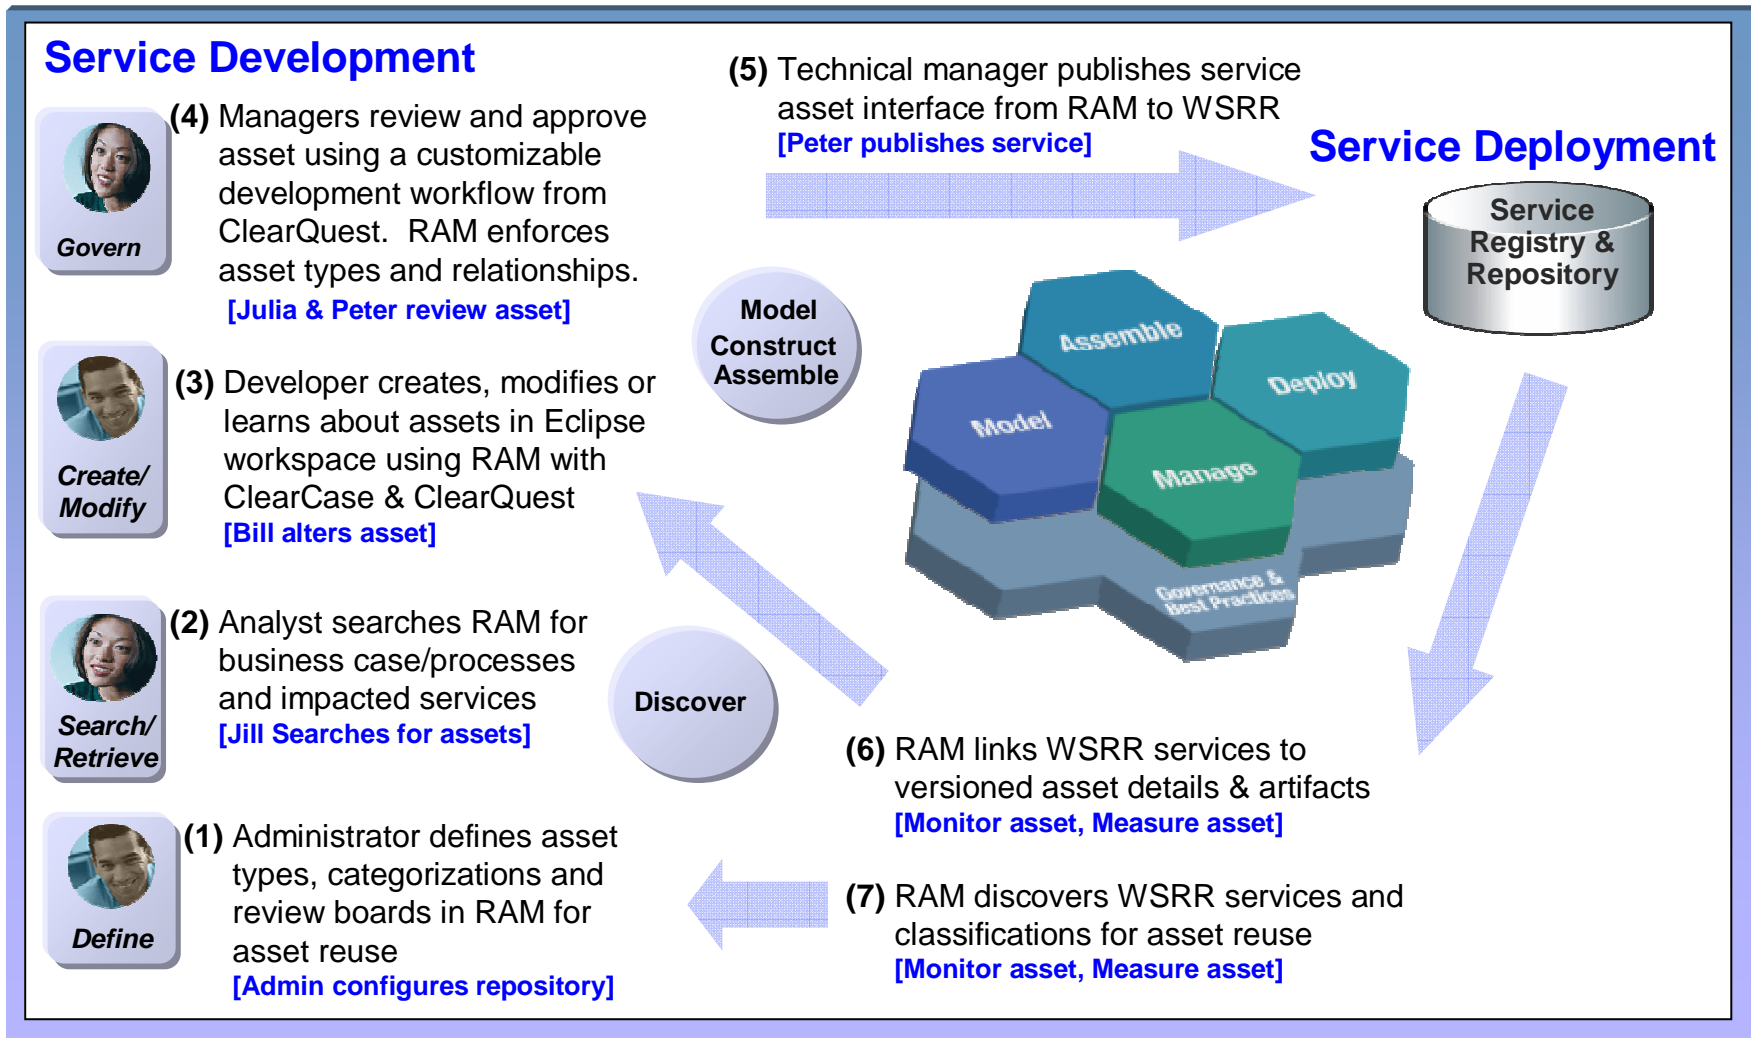 Service Development
(4) Managers review and approve
asset using a customizable
development workflow from
ClearQuest. RAM enforces
asset types and relationships.
[Julia & Peter review asset]
Govern
(3) Developer creates, modifies or
learns about assets in Eclipse
workspace using RAM with
ClearCase & ClearQuest
[Bill alters asset]
Create/
Modify
(2) Analyst searches RAM for
business case/processes
and impacted services
[Jill Searches for assets]
Search/
Retrieve
(1) Administrator defines asset
types, categorizations and
review boards in RAM for
asset reuse
[Admin configures repository]
Define
(5) Technical manager publishes service
asset interface from RAM to WSRR
[Peter publishes service]
Service Deployment
Service
Registry &
Repository
Model
Construct
Assemble
Assemble
Deploy
Model
Manage
Governance &
Best Practices
Discover
(6) RAM links WSRR services to
versioned asset details & artifacts
[Monitor asset, Measure asset]
(7) RAM discovers WSRR services and
classifications for asset reuse
[Monitor asset, Measure asset]